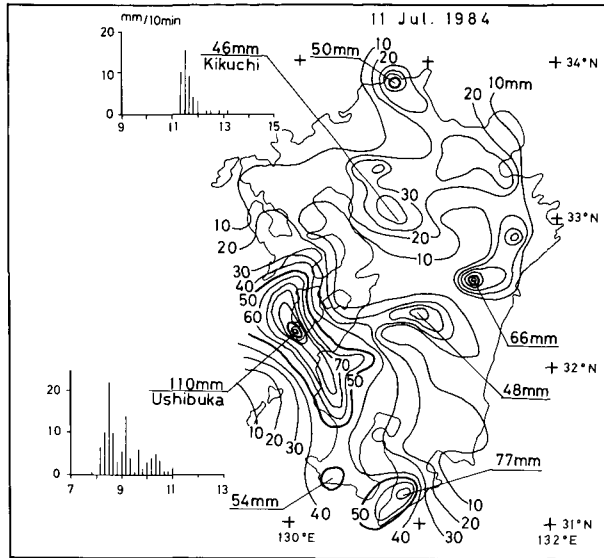 11 Jul. 1984
mm/10min
20
10
0
9 11 13 15
46mm
Kikuchi
50mm
10
20
34°N
10mm
20
30
20
10
33°N
10
20
30
40
50
60
66mm
32°N
70
50
48mm
110mm
Ushibuka
10
20
30
20
10
0
7 9 11 13
54mm
40
50
77mm
40
30
20
10
130°E
31°N
132°E